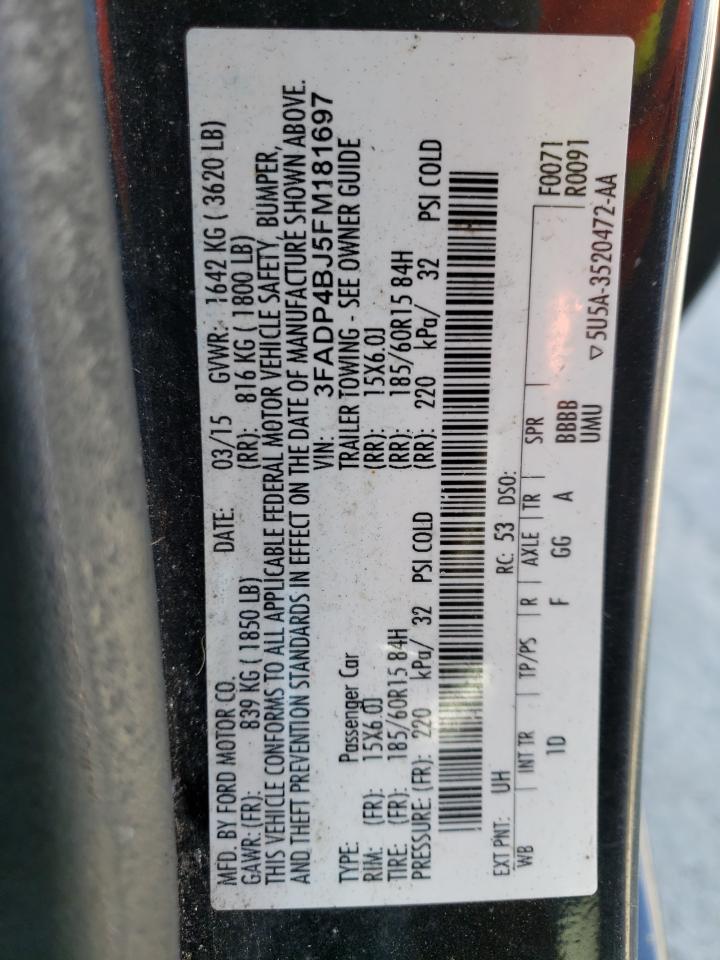 MFD. BY FORD MOTOR CO. DATE: 03/15 GVWR: 1642 KG ( 3620 LB)
GAWR: (FR): 839 KG ( 1850 LB) (RR): 816 KG ( 1800 LB)
THIS VEHICLE CONFORMS TO ALL APPLICABLE FEDERAL MOTOR VEHICLE SAFETY, BUMPER,
AND THEFT PREVENTION STANDARDS IN EFFECT ON THE DATE OF MANUFACTURE SHOWN ABOVE.
VIN: 3FADP4BJ5FM181697
TYPE: Passenger Car TRAILER TOWING - SEE OWNER GUIDE
RIM: (FR): 15X6.0J (RR): 15X6.0J
TIRE: (FR): 185/60R15 84H (RR): 185/60R15 84H
PRESSURE: (FR): 220 kPa/ 32 PSI COLD (RR): 220 kPa/ 32 PSI COLD
EXT PNT: UH RC: 53 DSO:
WB INT TR TP/PS R AXLE TR SPR F0071
1D F GG A BBBB R0091
UMU ▽ 5U5A-3520472-AA